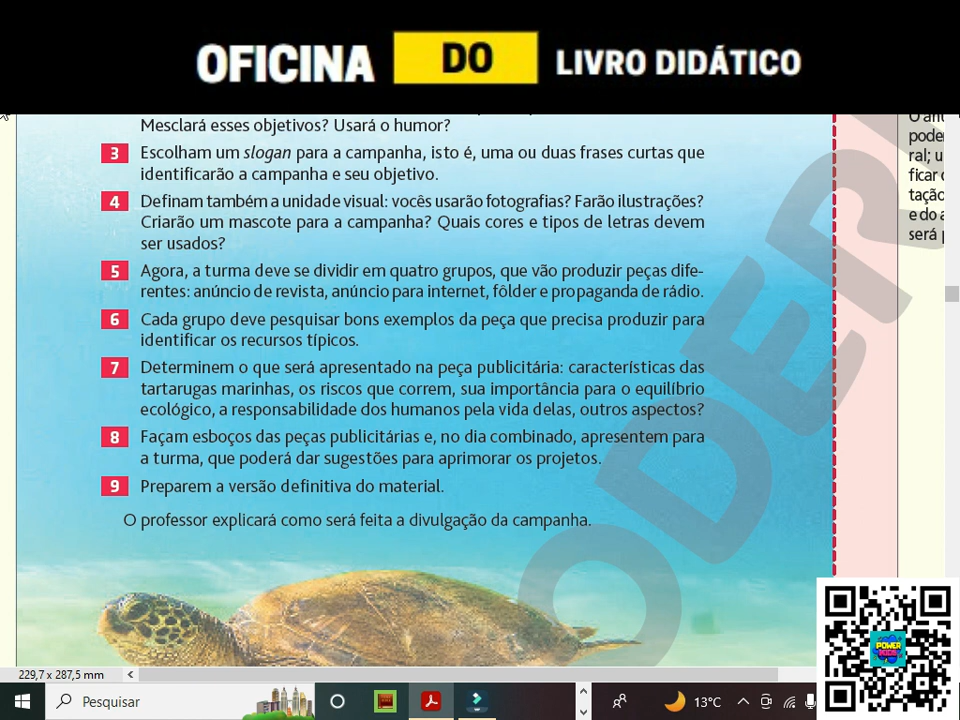 OFICINA DO LIVRO DIDÁTICO
Mesclará esses objetivos? Usará o humor?
3 Escolham um slogan para a campanha, isto é, uma ou duas frases curtas que
identificarão a campanha e seu objetivo.
4 Definam também a unidade visual: vocês usarão fotografias? Farão ilustrações?
Criarão um mascote para a campanha? Quais cores e tipos de letras devem
ser usados?
5 Agora, a turma deve se dividir em quatro grupos, que vão produzir peças dife-
rentes: anúncio de revista, anúncio para internet, fôlder e propaganda de rádio.
6 Cada grupo deve pesquisar bons exemplos da peça que precisa produzir para
identificar os recursos típicos.
7 Determinem o que será apresentado na peça publicitária: características das
tartarugas marinhas, os riscos que correm, sua importância para o equilíbrio
ecológico, a responsabilidade dos humanos pela vida delas, outros aspectos?
8 Façam esboços das peças publicitárias e, no dia combinado, apresentem para
a turma, que poderá dar sugestões para aprimorar os projetos.
9 Preparem a versão definitiva do material.
O professor explicará como será feita a divulgação da campanha.
poder
ral; u
ficar
tação
e do a
será
POWER
KIDS
229,7 x 287,5 mm
Pesquisar
13°C